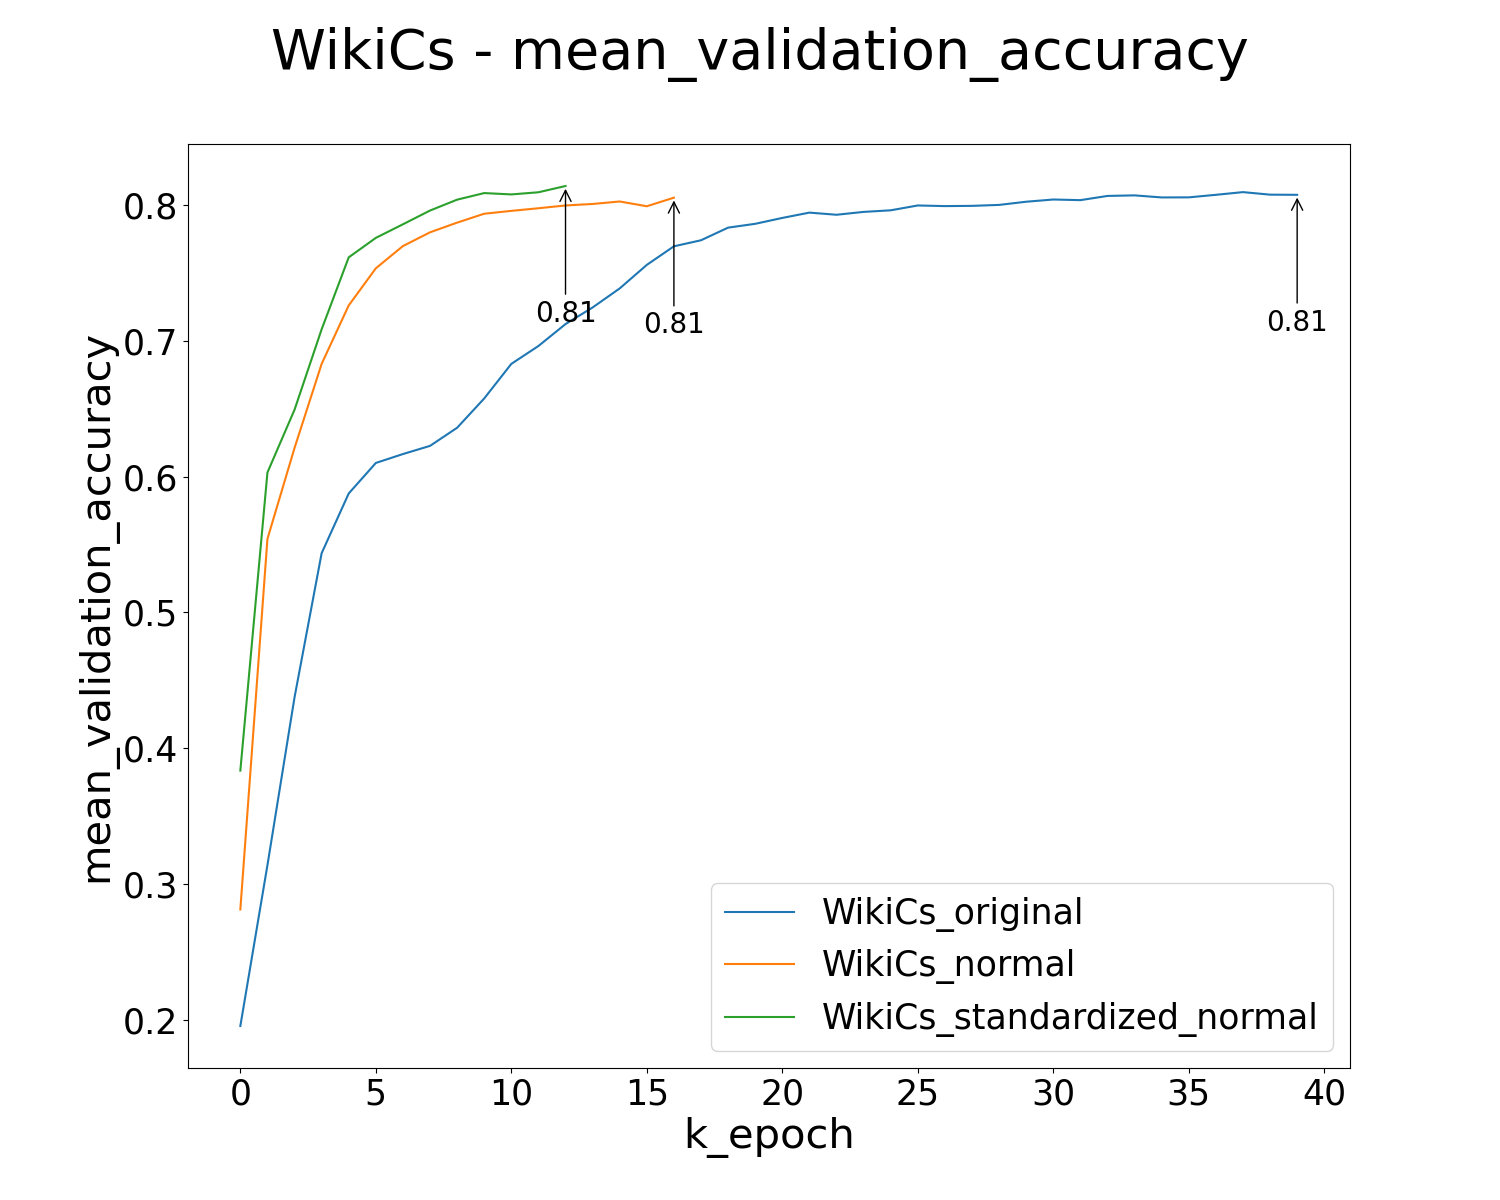 WikiCs - mean_validation_accuracy
mean_validation_accuracy
0.8
0.7
0.6
0.5
0.4
0.3
0.2
0.81
0.81
0.81
WikiCs_original
WikiCs_normal
WikiCs_standardized_normal
0 5 10 15 20 25 30 35 40
k_epoch